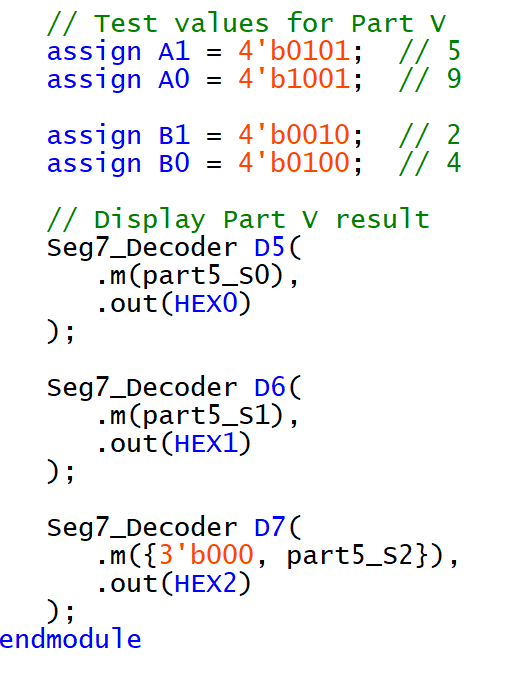 // Test values for Part V
assign A1 = 4'b0101;  // 5
assign A0 = 4'b1001;  // 9
assign B1 = 4'b0010;  // 2
assign B0 = 4'b0100;  // 4
// Display Part V result
Seg7_Decoder D5(
.m(part5_S0),
.out(HEX0)
);
Seg7_Decoder D6(
.m(part5_S1),
.out(HEX1)
);
Seg7_Decoder D7(
.m({3'b000, part5_S2}),
.out(HEX2)
);
endmodule